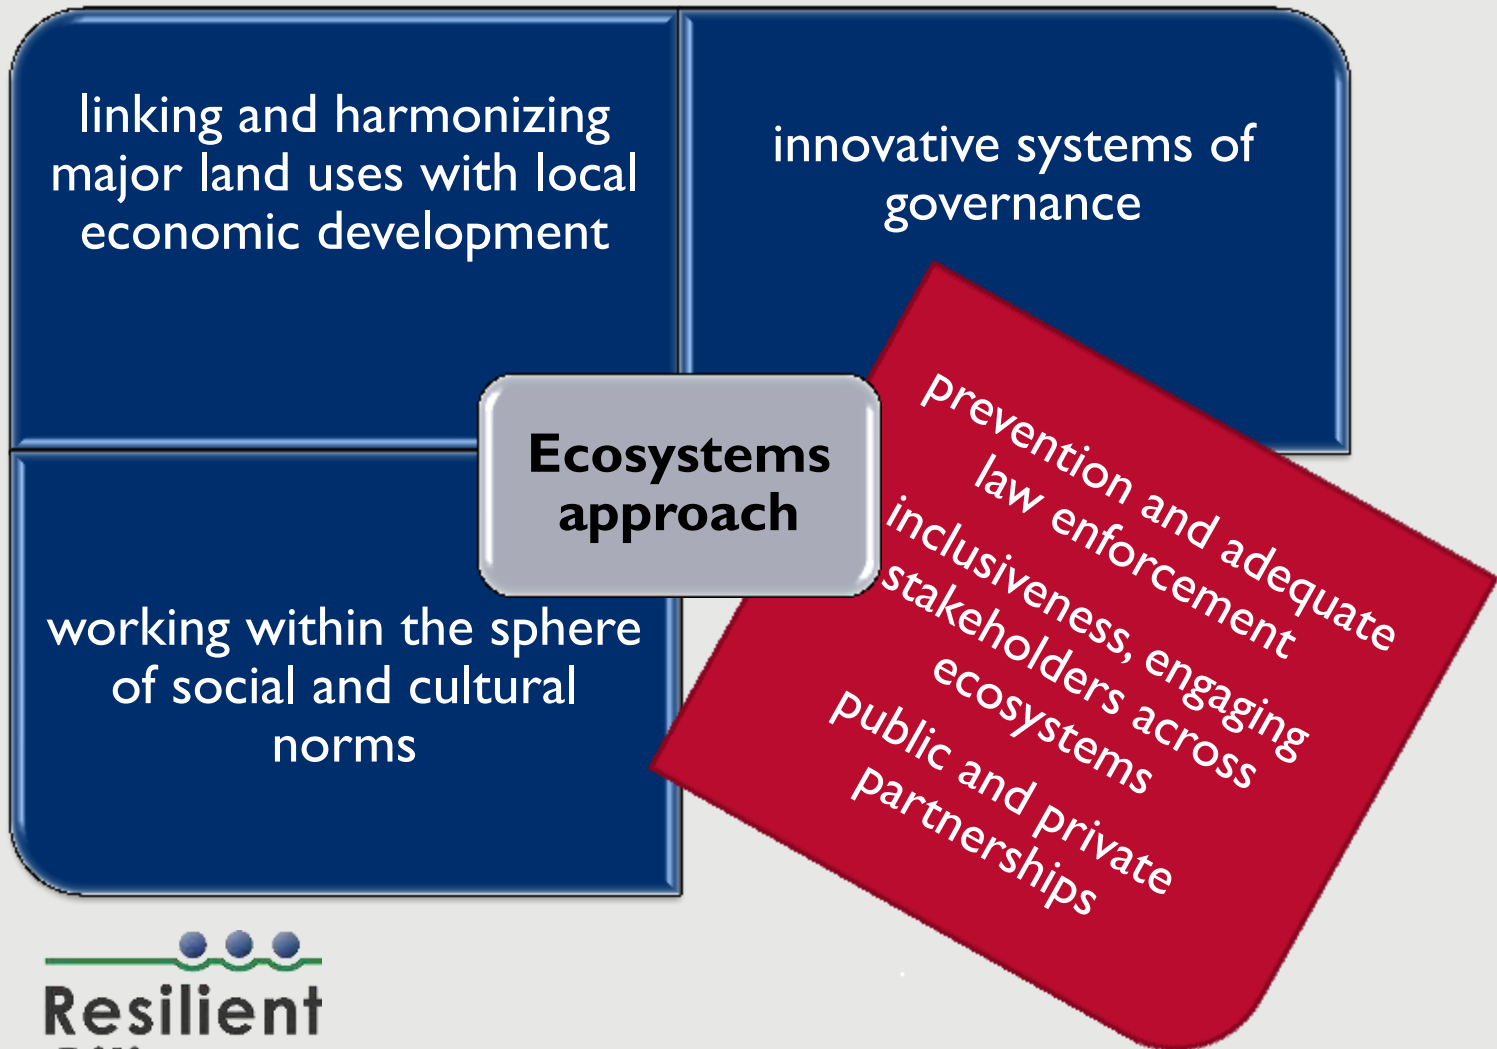 linking and harmonizing
major land uses with local
economic development
innovative systems of
governance
Ecosystems
approach
prevention and adequate
law enforcement
inclusiveness, engaging
stakeholders across
ecosystems
public and private
partnerships
working within the sphere
of social and cultural
norms
Resilient